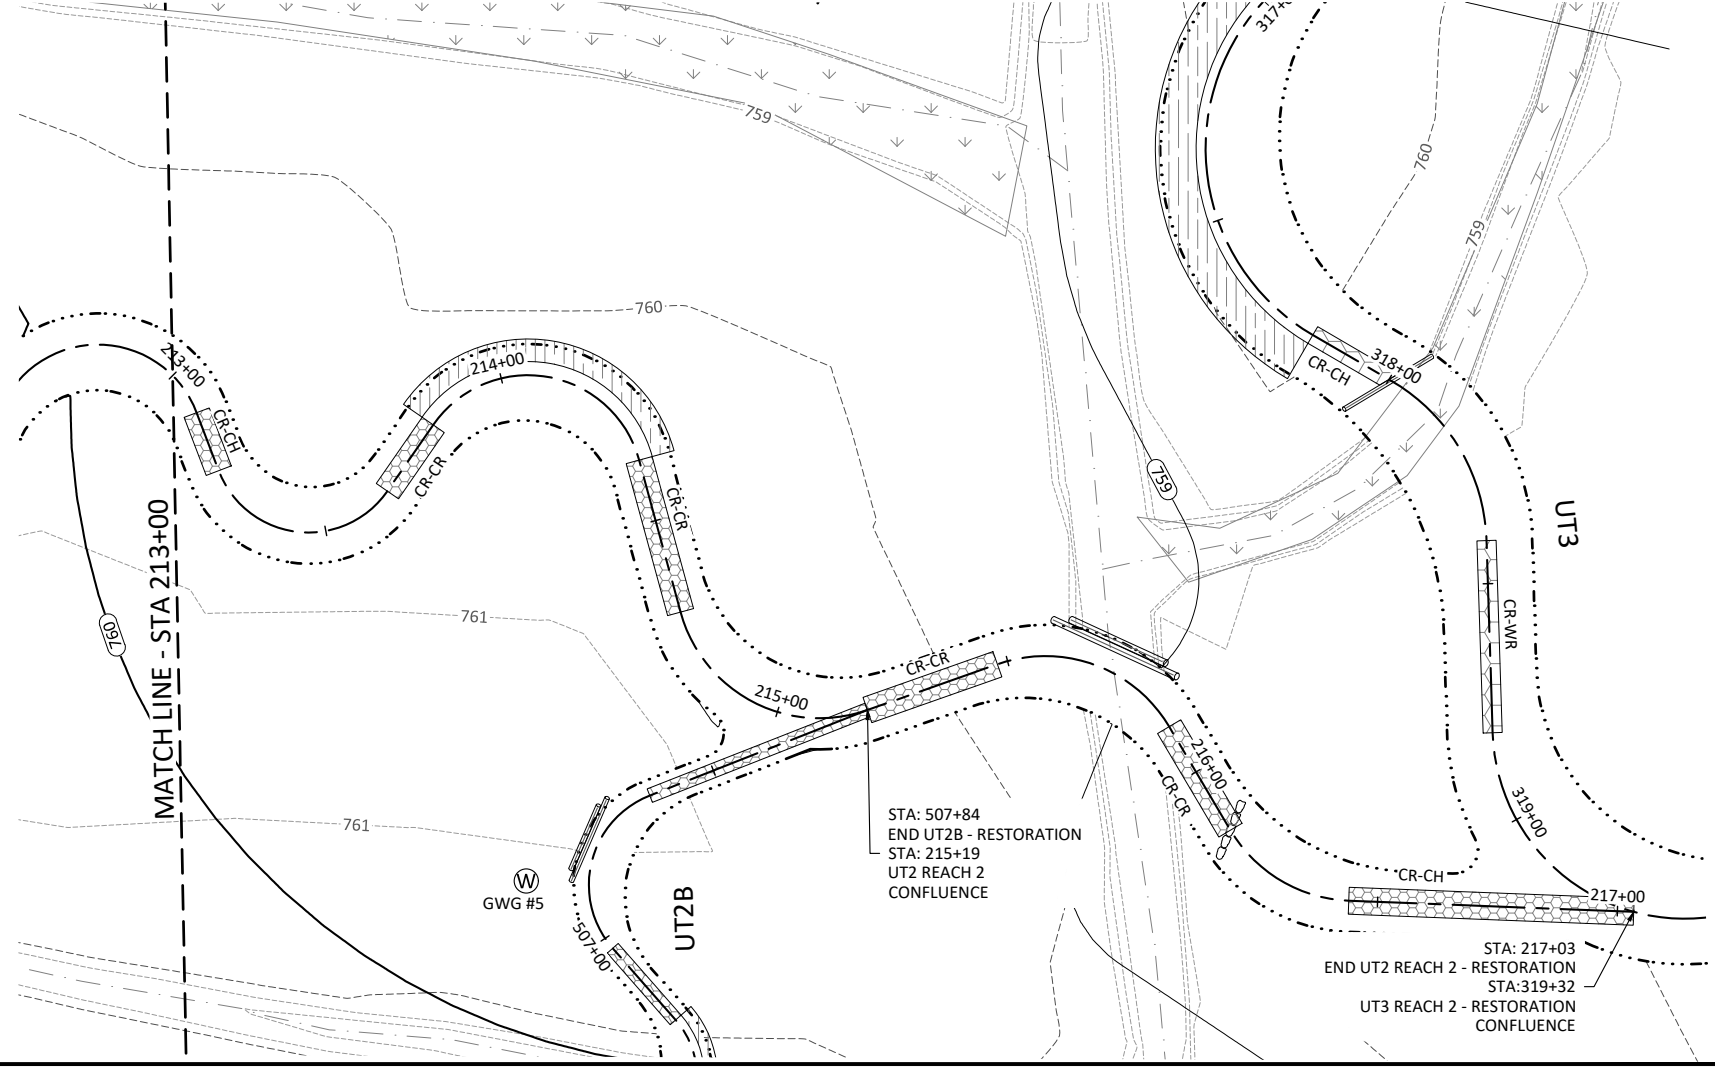 317+
759
760
759
760
213+00
214+00
318+00
CR-CH
CR-CH
CR-CR
CR-CR
759
MATCH LINE - STA 213+00
UT3
760
761
CR-WR
CR-CR
215+00
216+00
CR-CR
319+00
761
STA: 507+84
END UT2B - RESTORATION
STA: 215+19
UT2 REACH 2
CONFLUENCE
W
GWG #5
UT2B
507+00
CR-CH
217+00
STA: 217+03
END UT2 REACH 2 - RESTORATION
STA:319+32
UT3 REACH 2 - RESTORATION
CONFLUENCE